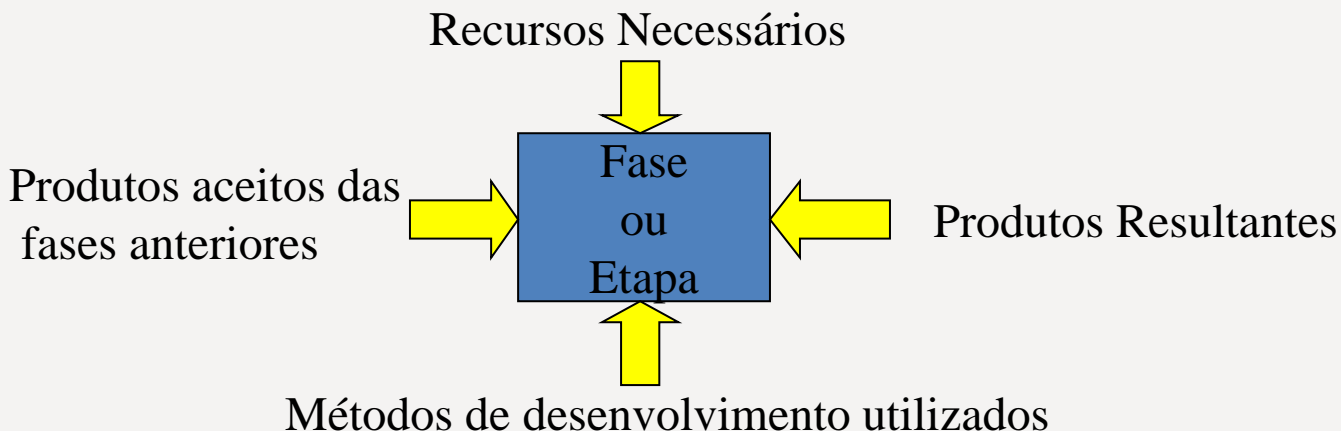 Recursos Necessários
Produtos aceitos das
fases anteriores
Fase
ou
Etapa
Produtos Resultantes
Métodos de desenvolvimento utilizados